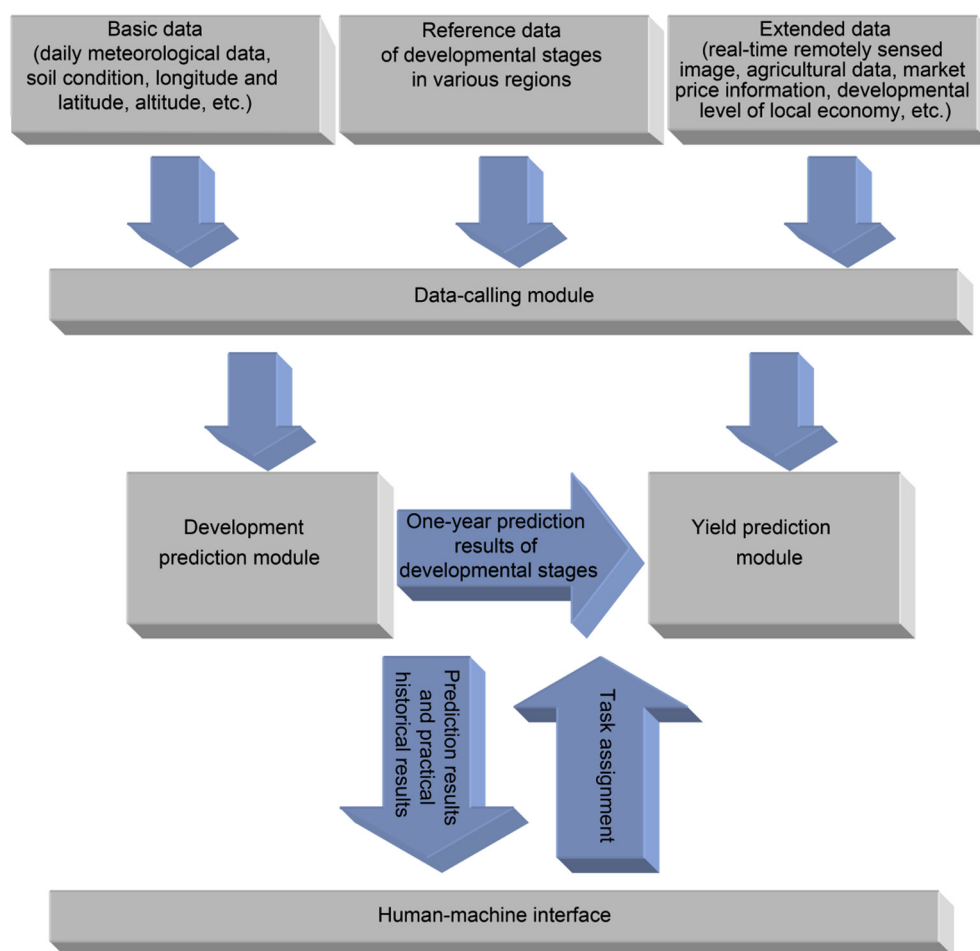 Basic data
(daily meteorological data,
soil condition, longitude and
latitude, altitude, etc.)
Reference data
of developmental stages
in various regions
Extended data
(real-time remotely sensed
image, agricultural data, market
price information, developmental
level of local economy, etc.)
Data-calling module
Development
prediction module
One-year prediction
results of
developmental stages
Yield prediction
module
Prediction results
and practical
historical results
Task assignment
Human-machine interface